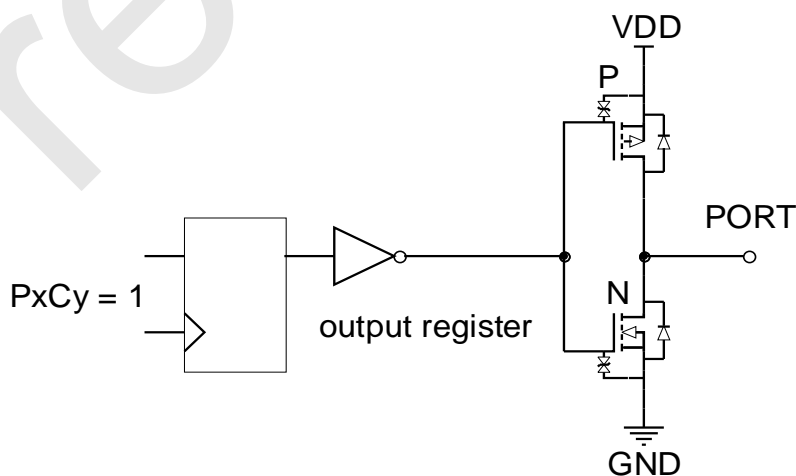 VDD
P
PORT
PxCy = 1
N
output register
GND